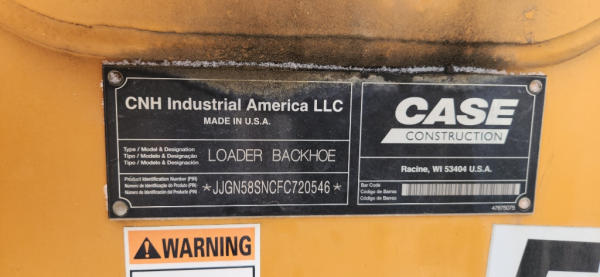 CNH Industrial America LLC
MADE IN U.S.A.
Type / Model & Designation
Tipo / Modelo & Designação
Tipo / Modelo & Designación
LOADER BACKHOE
Product Identification Number (PIN)
Número de Identificação do Produto (PIN)
Número de Identificación del Producto (PIN)
*JJGN58SNCFC720546*
CASE
CONSTRUCTION
Racine, WI 53404 U.S.A.
Bar Code
Código de Barras
Código de Barras
47875075
WARNING